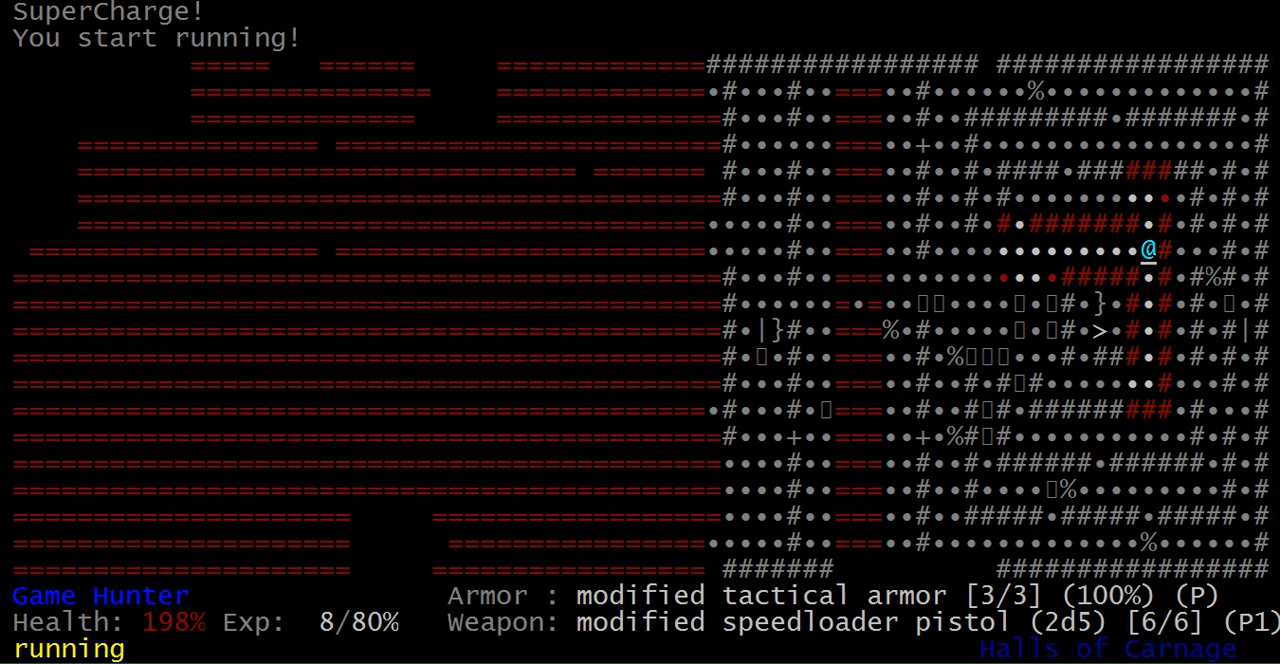 SuperCharge!
You start running!
Game Hunter
Armor : modified tactical armor [3/3] (100%) (P)
Health: 198% Exp: 8/80%
Weapon: modified speedloader pistol (2d5) [6/6] (P1)
running
Halls of Carnage